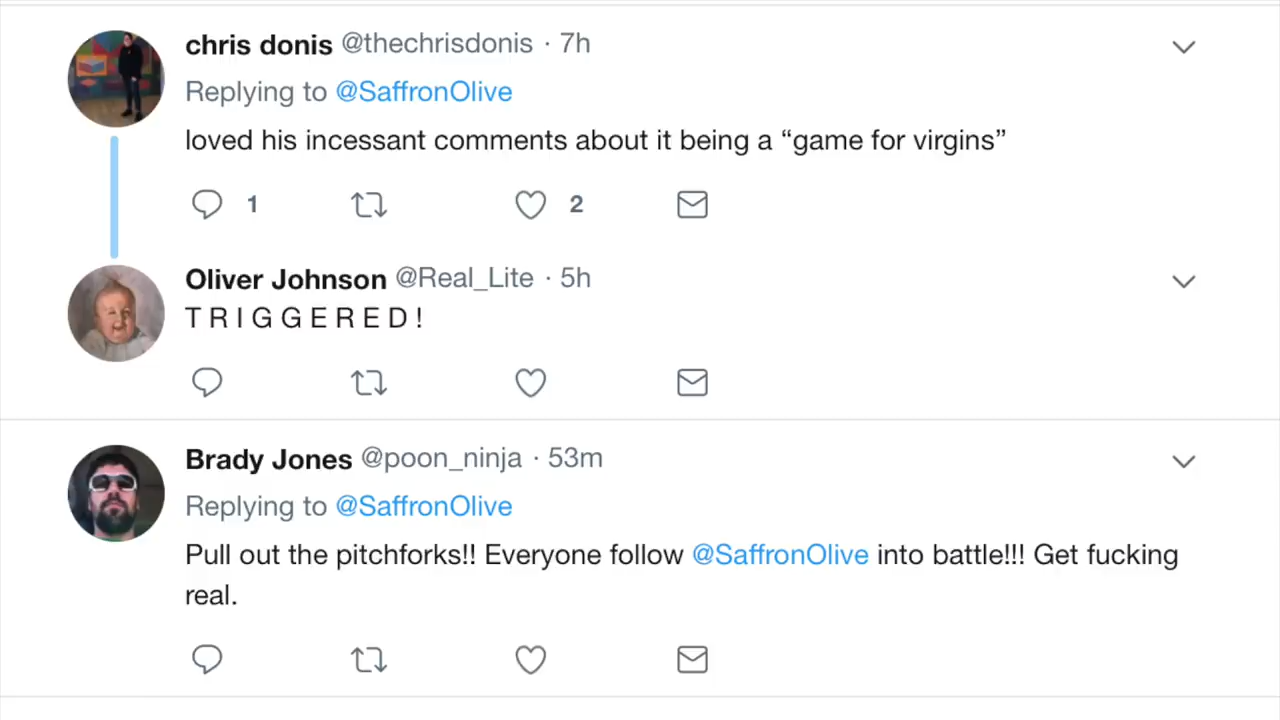 chris donis @thechrisdonis · 7h
Replying to @SaffronOlive
loved his incessant comments about it being a “game for virgins”
1 2
Oliver Johnson @Real_Lite · 5h
T R I G G E R E D !
Brady Jones @poon_ninja · 53m
Replying to @SaffronOlive
Pull out the pitchforks!! Everyone follow @SaffronOlive into battle!!! Get fucking
real.